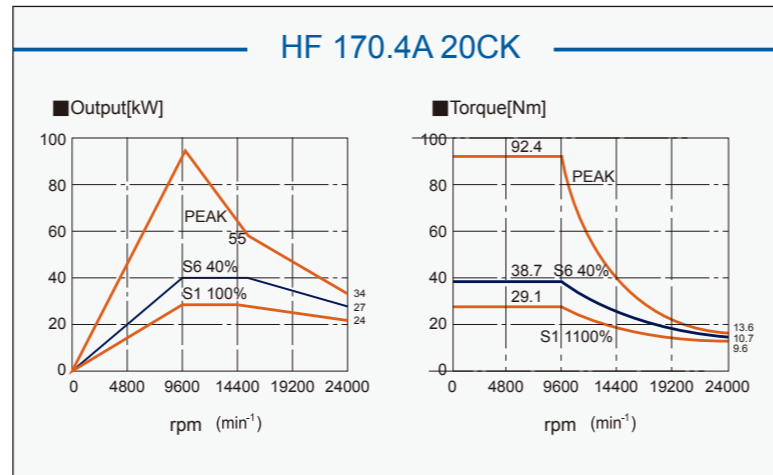 HF 170.4A 20CK
■Output[kW]
100
80
60
40
20
0
PEAK
55
S6 40%
S1 100%
34
27
24
0 4800 9600 14400 19200 24000
rpm (min-1)
■Torque[Nm]
100
80
60
40
20
0
92.4
PEAK
38.7 S6 40%
29.1
S1 1100%
13.6
10.7
9.6
0 4800 9600 14400 19200 24000
rpm (min-1)